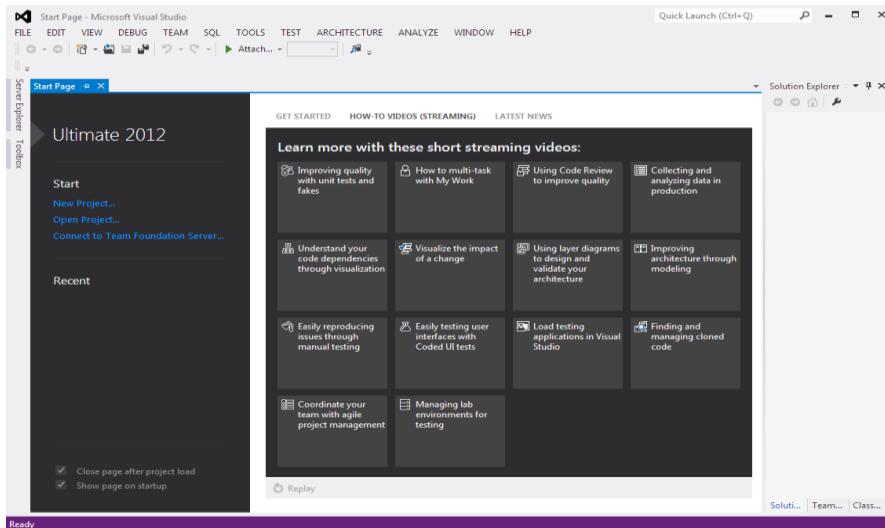 Start Page - Microsoft Visual Studio
Quick Launch (Ctrl+Q)
FILE EDIT VIEW DEBUG TEAM SQL TOOLS TEST ARCHITECTURE ANALYZE WINDOW HELP
Attach...
Server Explorer
Toolbox
Start Page
Solution Explorer
Ultimate 2012
Start
New Project...
Open Project...
Connect to Team Foundation Server...
Recent
Close page after project load
Show page on startup
GET STARTED HOW-TO VIDEOS (STREAMING) LATEST NEWS
Learn more with these short streaming videos:
Improving quality
with unit tests and
fakes
How to multi-task
with My Work
Using Code Review
to improve quality
Collecting and
analyzing data in
production
Understand your
code dependencies
through visualization
Visualize the impact
of a change
Using layer diagrams
to design and
validate your
architecture
Improving
architecture through
modeling
Easily reproducing
issues through
manual testing
Easily testing user
interfaces with
Coded UI tests
Load testing
applications in Visual
Studio
Finding and
managing cloned
code
Coordinate your
team with agile
project management
Managing lab
environments for
testing
Replay
Soluti... Team... Class...
Ready